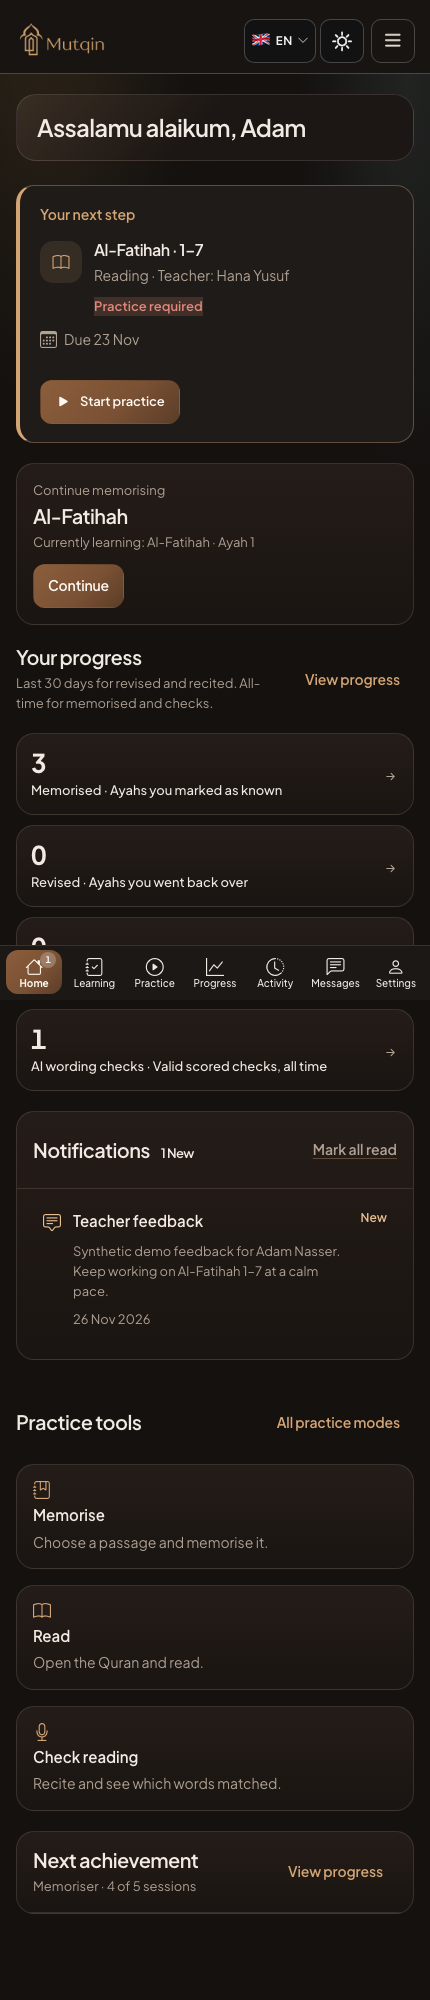 Mutqin
EN
Assalamu alaikum, Adam
Your next step
Al-Fatihah · 1–7
Reading · Teacher: Hana Yusuf
Practice required
Due 23 Nov
Start practice
Continue memorising
Al-Fatihah
Currently learning: Al-Fatihah · Ayah 1
Continue
Your progress
Last 30 days for revised and recited. All-
time for memorised and checks.
View progress
3
Memorised · Ayahs you marked as known
0
Revised · Ayahs you went back over
1
Home
Learning
Practice
Progress
Activity
Messages
Settings
1
AI wording checks · Valid scored checks, all time
Notifications
1 New
Mark all read
Teacher feedback
New
Synthetic demo feedback for Adam Nasser.
Keep working on Al-Fatihah 1–7 at a calm
pace.
26 Nov 2026
Practice tools
All practice modes
Memorise
Choose a passage and memorise it.
Read
Open the Quran and read.
Check reading
Recite and see which words matched.
Next achievement
Memoriser · 4 of 5 sessions
View progress